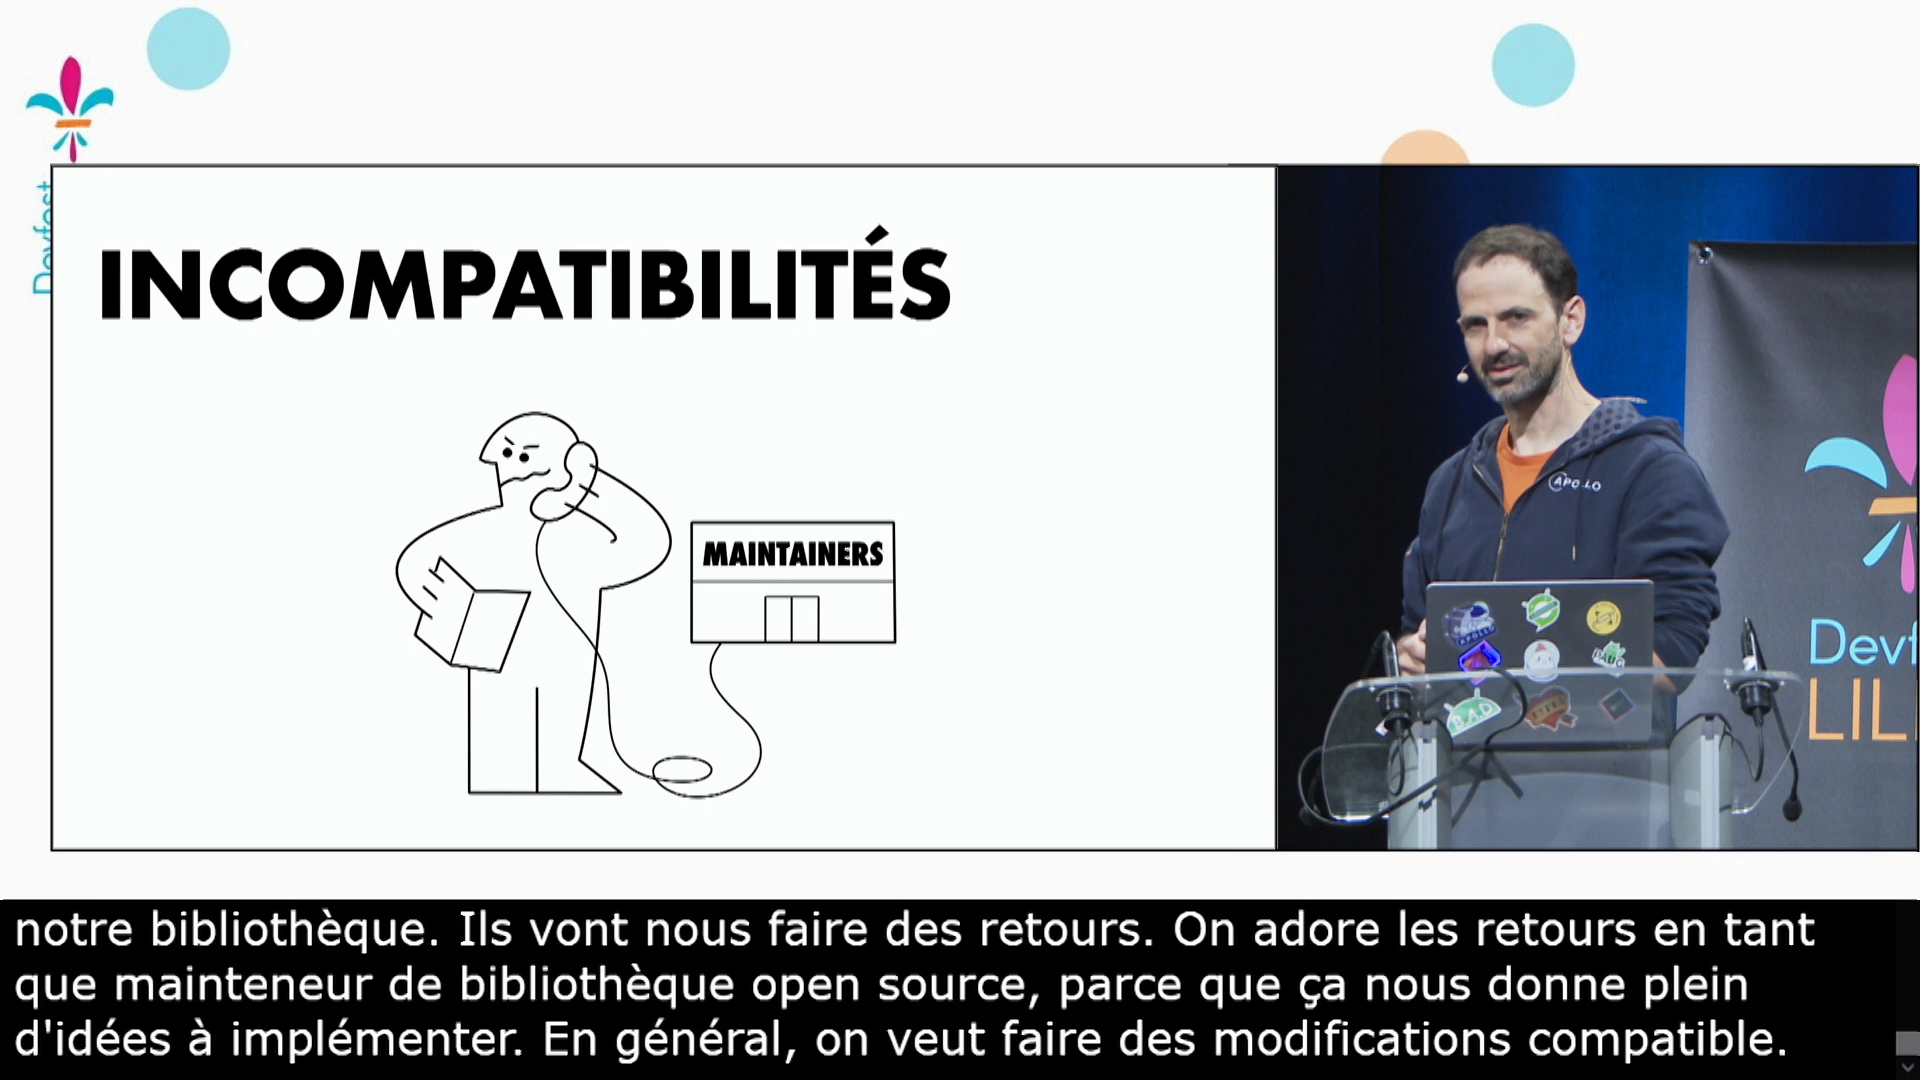 Devfest
INCOMPATIBILITÉS
MAINTAINERS
APOLLO
APOLLO
B.A.D
Devf
LIL
notre bibliothèque. Ils vont nous faire des retours. On adore les retours en tant
que mainteneur de bibliothèque open source, parce que ça nous donne plein
d'idées à implémenter. En général, on veut faire des modifications compatible.